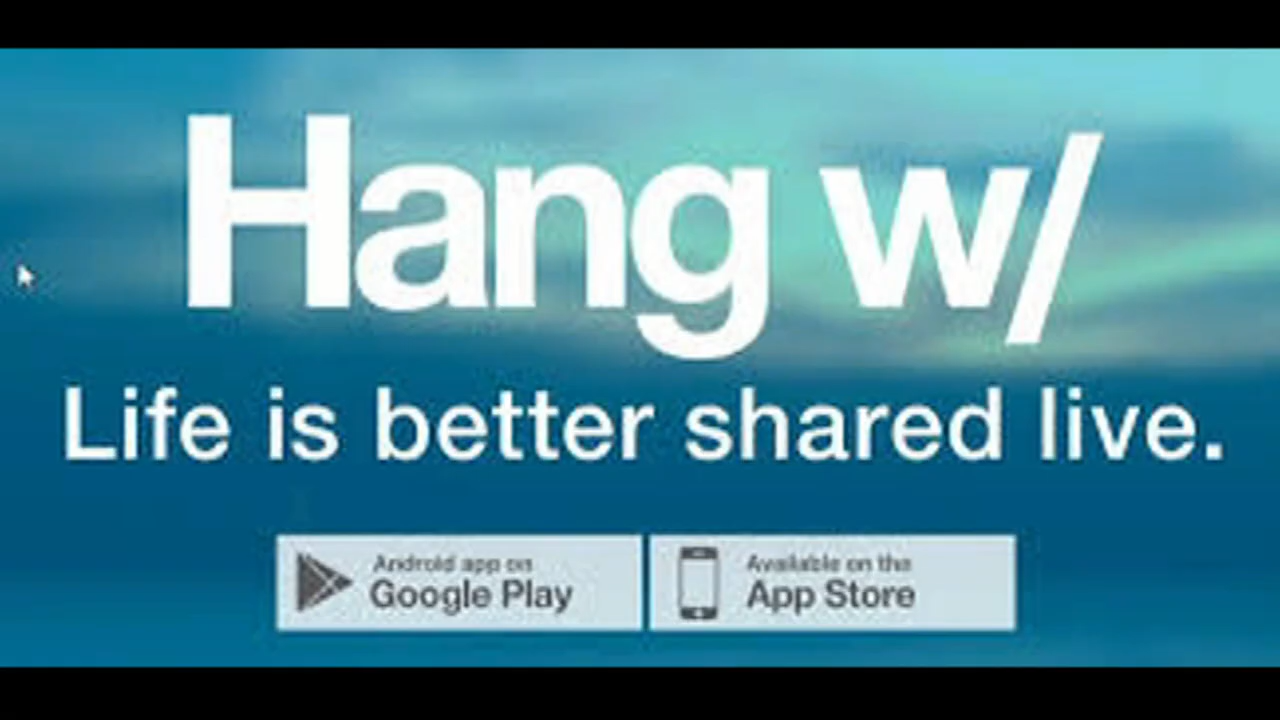 Hang w/
Life is better shared live.
Android app on
Google Play
Available on the
App Store